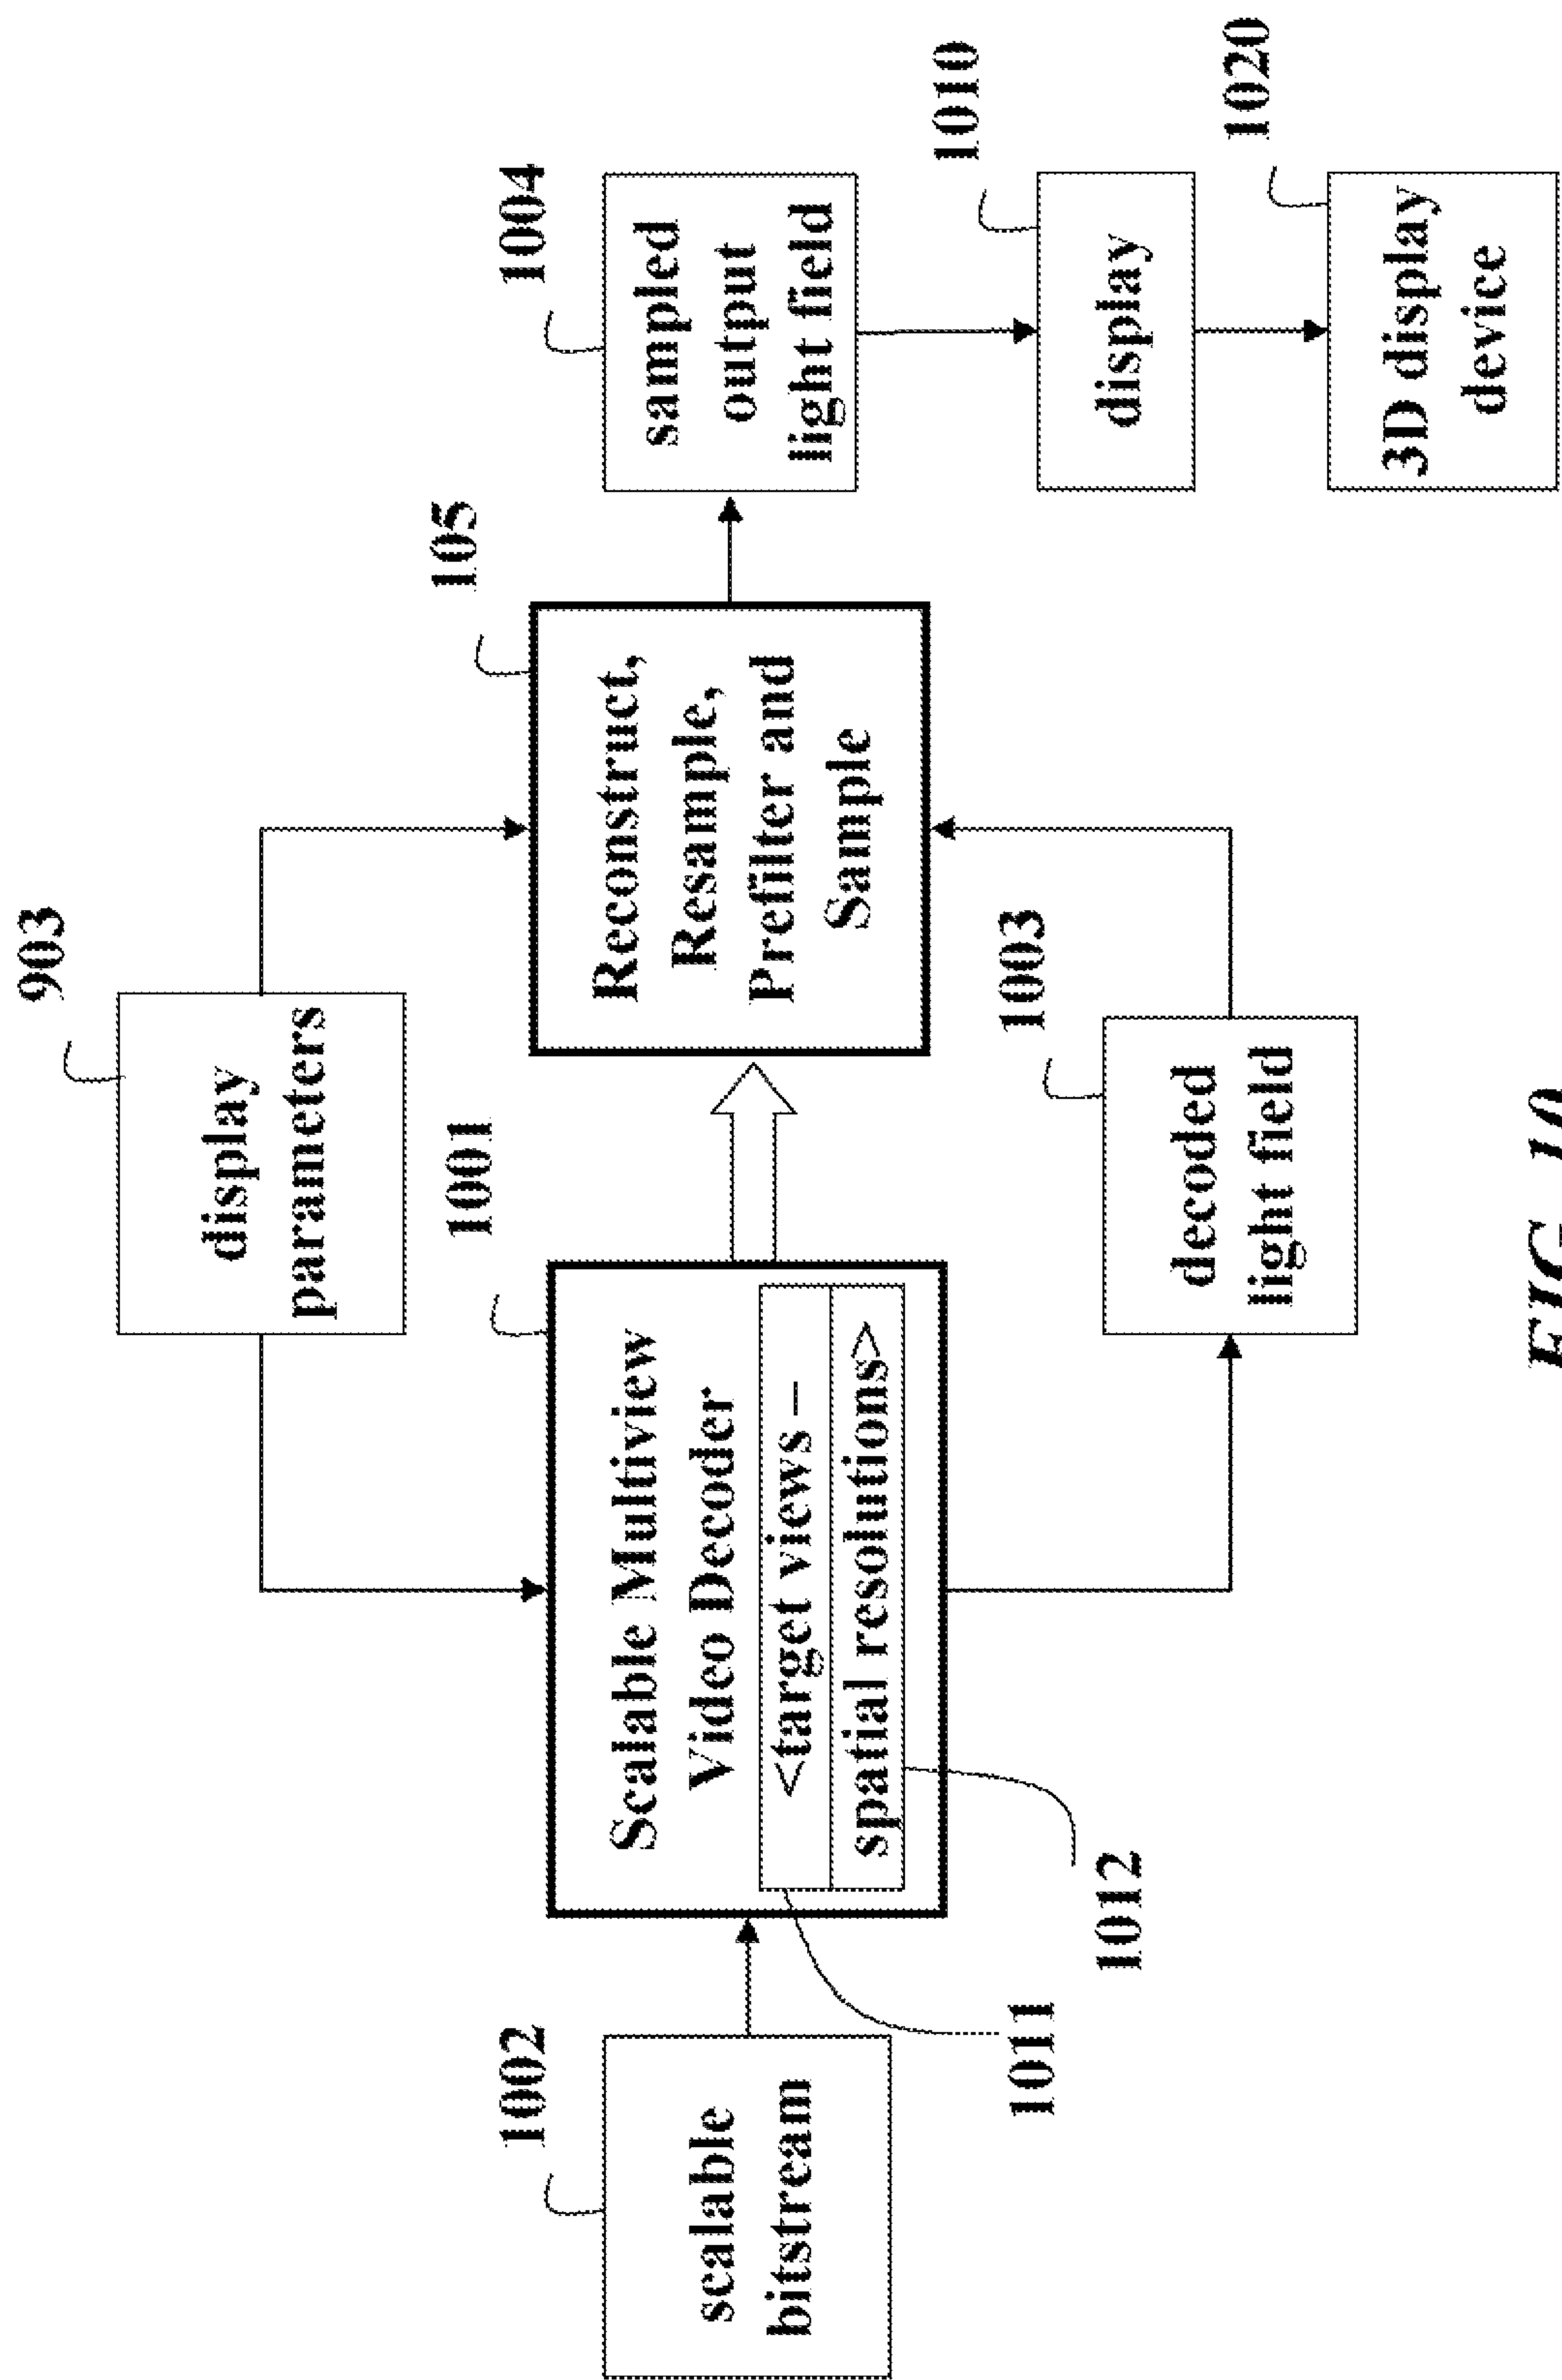 903
display
parameters
1002
scalable
bitstream
1001
Scalable Multiview
Video Decoder
<target views –
spatial resolutions>
1011
1012
105
Reconstruct,
Resample,
Prefilter and
Sample
1003
decoded
light field
1004
sampled
output
light field
1010
display
1020
3D display
device
FIG. 10